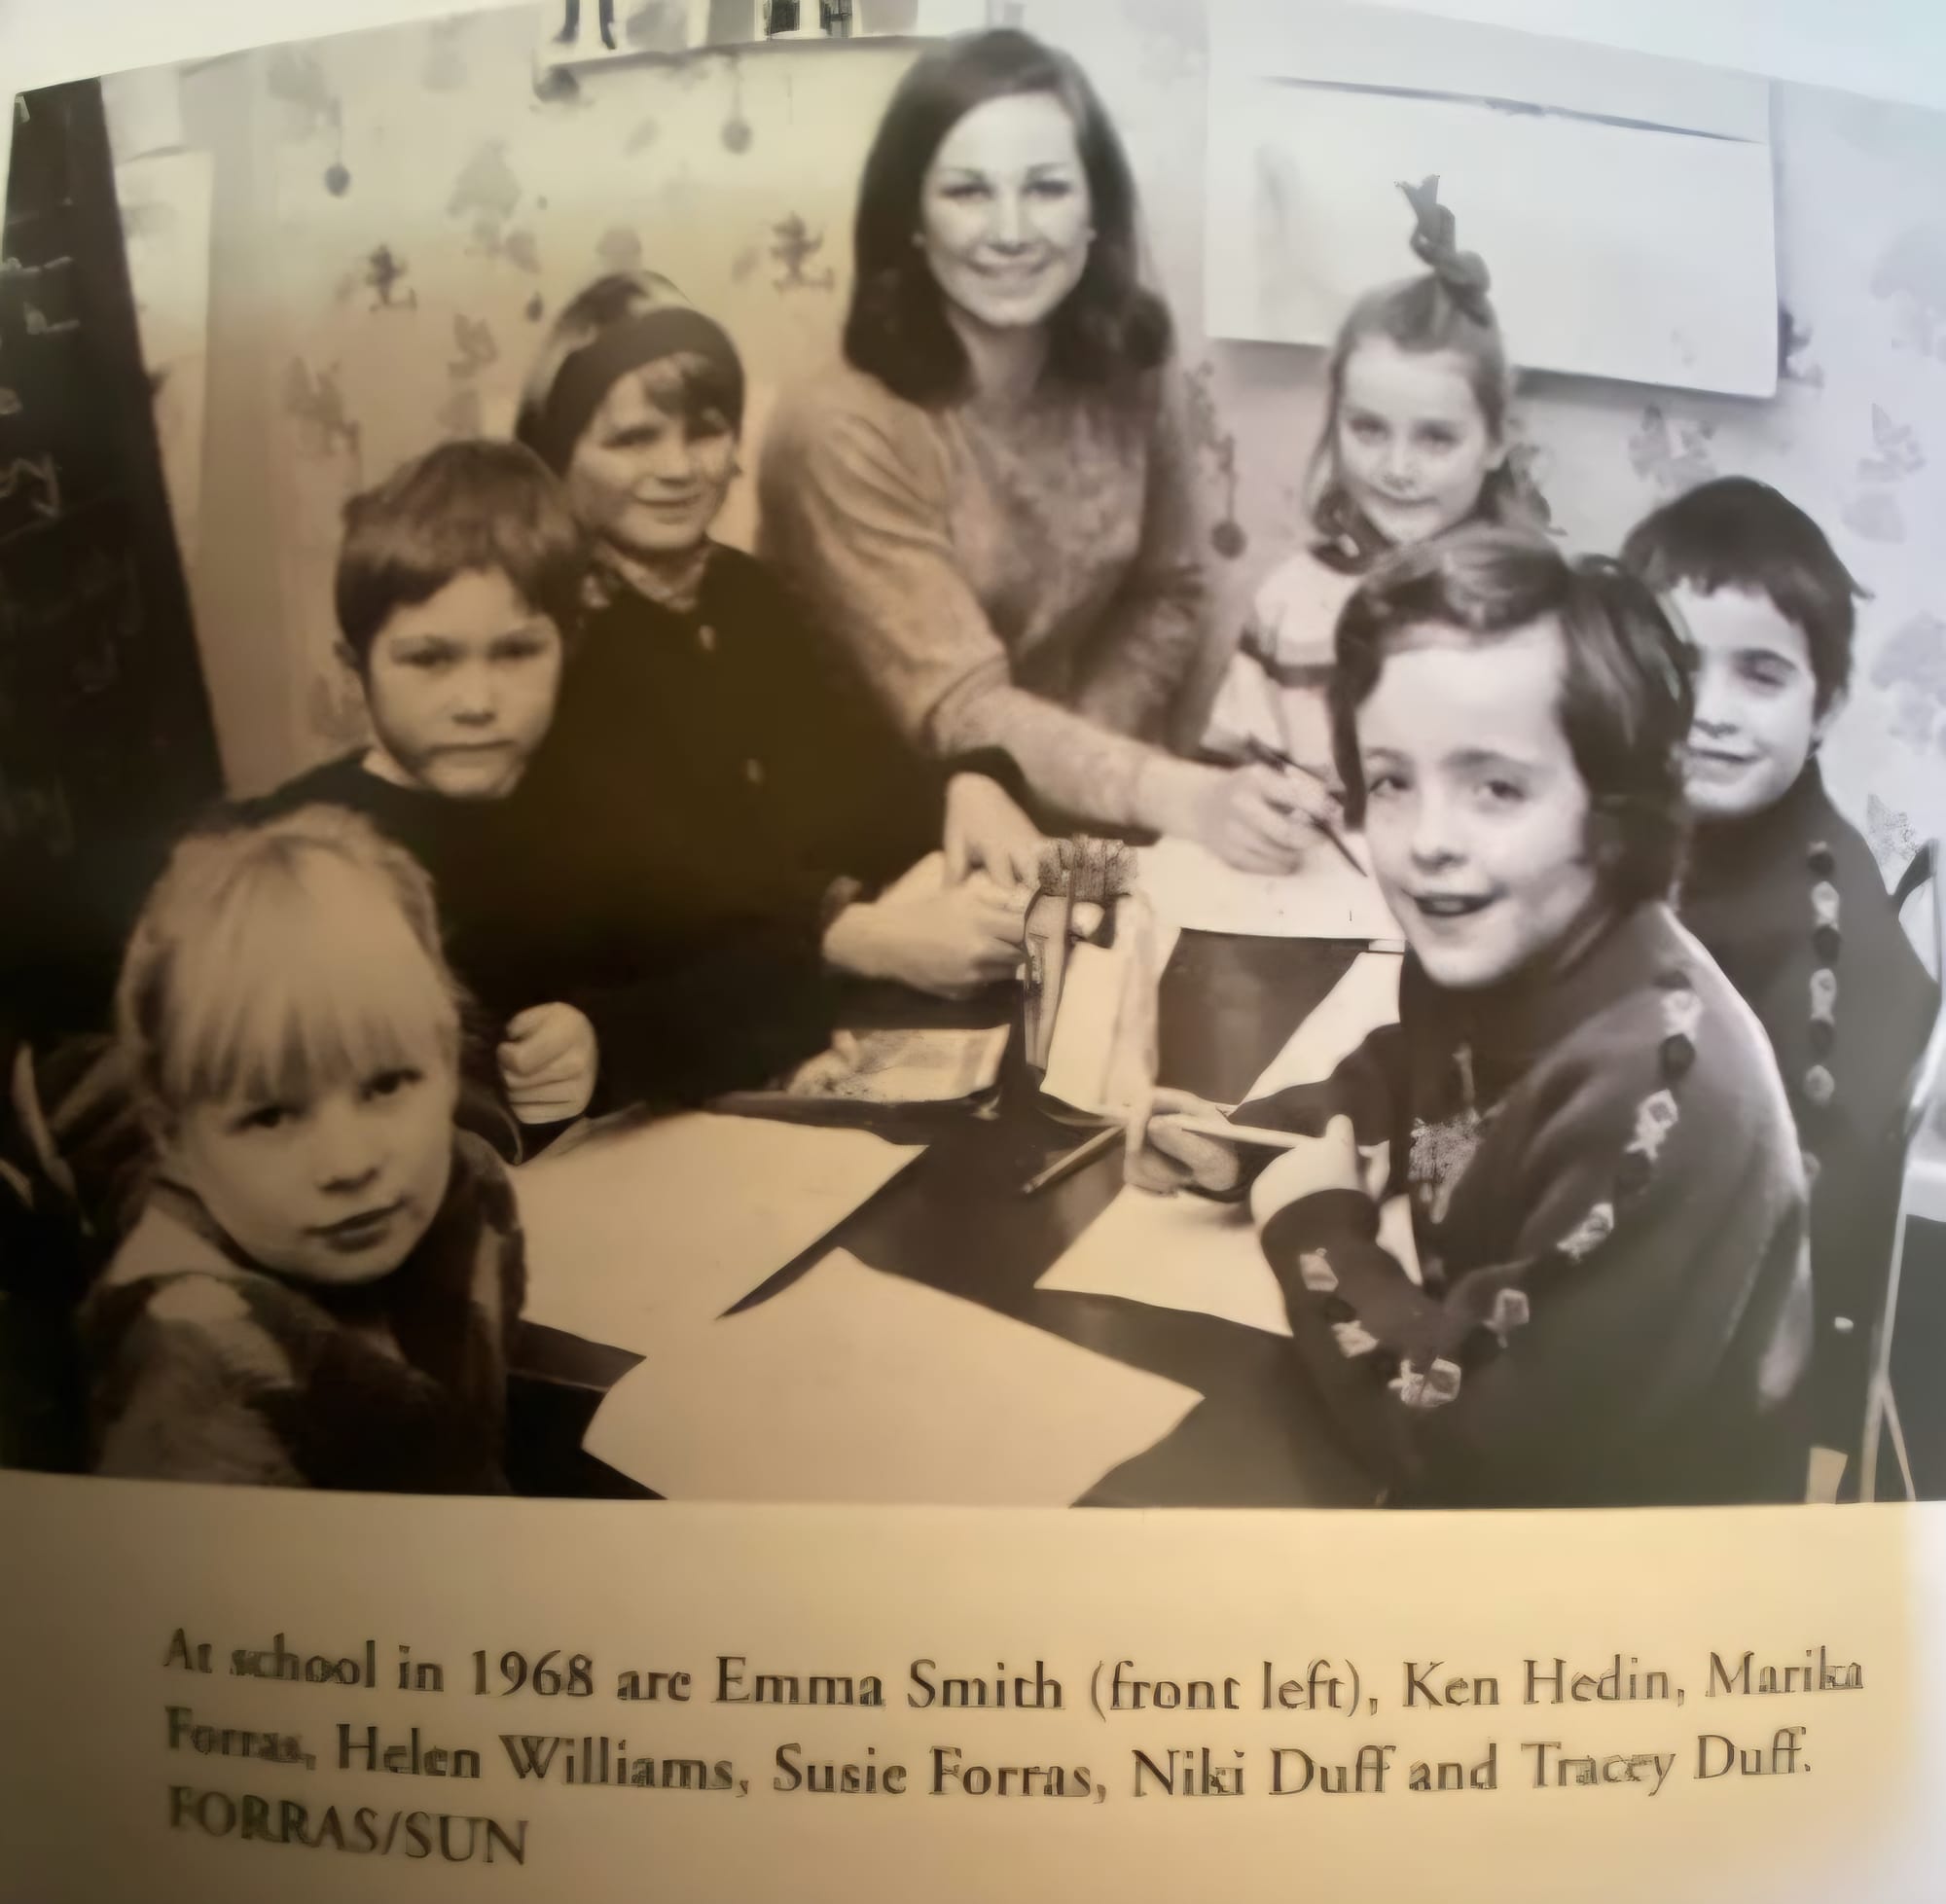 At school in 1968 are Emma Smith (front left), Ken Hedin, Marika
Forras, Helen Williams, Susie Forras, Niki Duff and Tracey Duff.
FORRAS/SUN